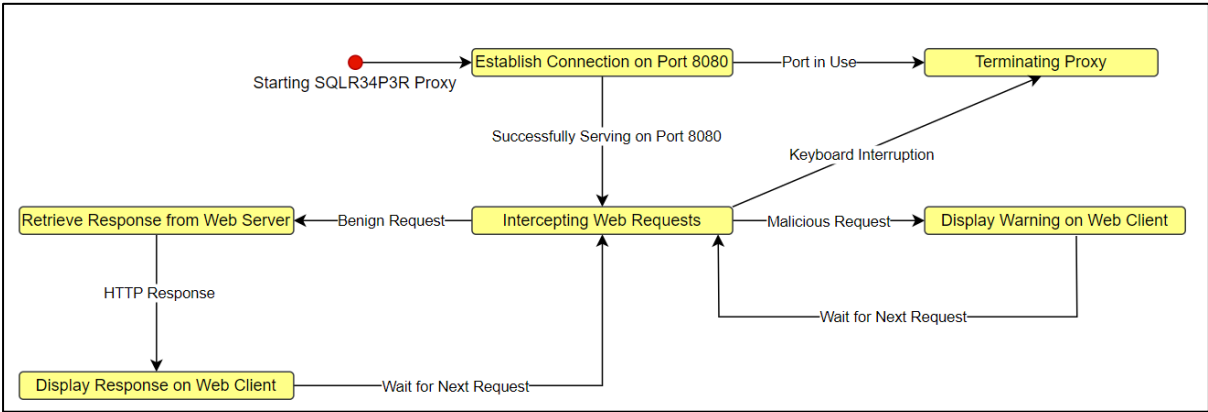 Establish Connection on Port 8080
Port in Use
Terminating Proxy
Starting SQLR34P3R Proxy
Successfully Serving on Port 8080
Keyboard Interruption
Retrieve Response from Web Server
Benign Request
Intercepting Web Requests
Malicious Request
Display Warning on Web Client
HTTP Response
Wait for Next Request
Display Response on Web Client
Wait for Next Request